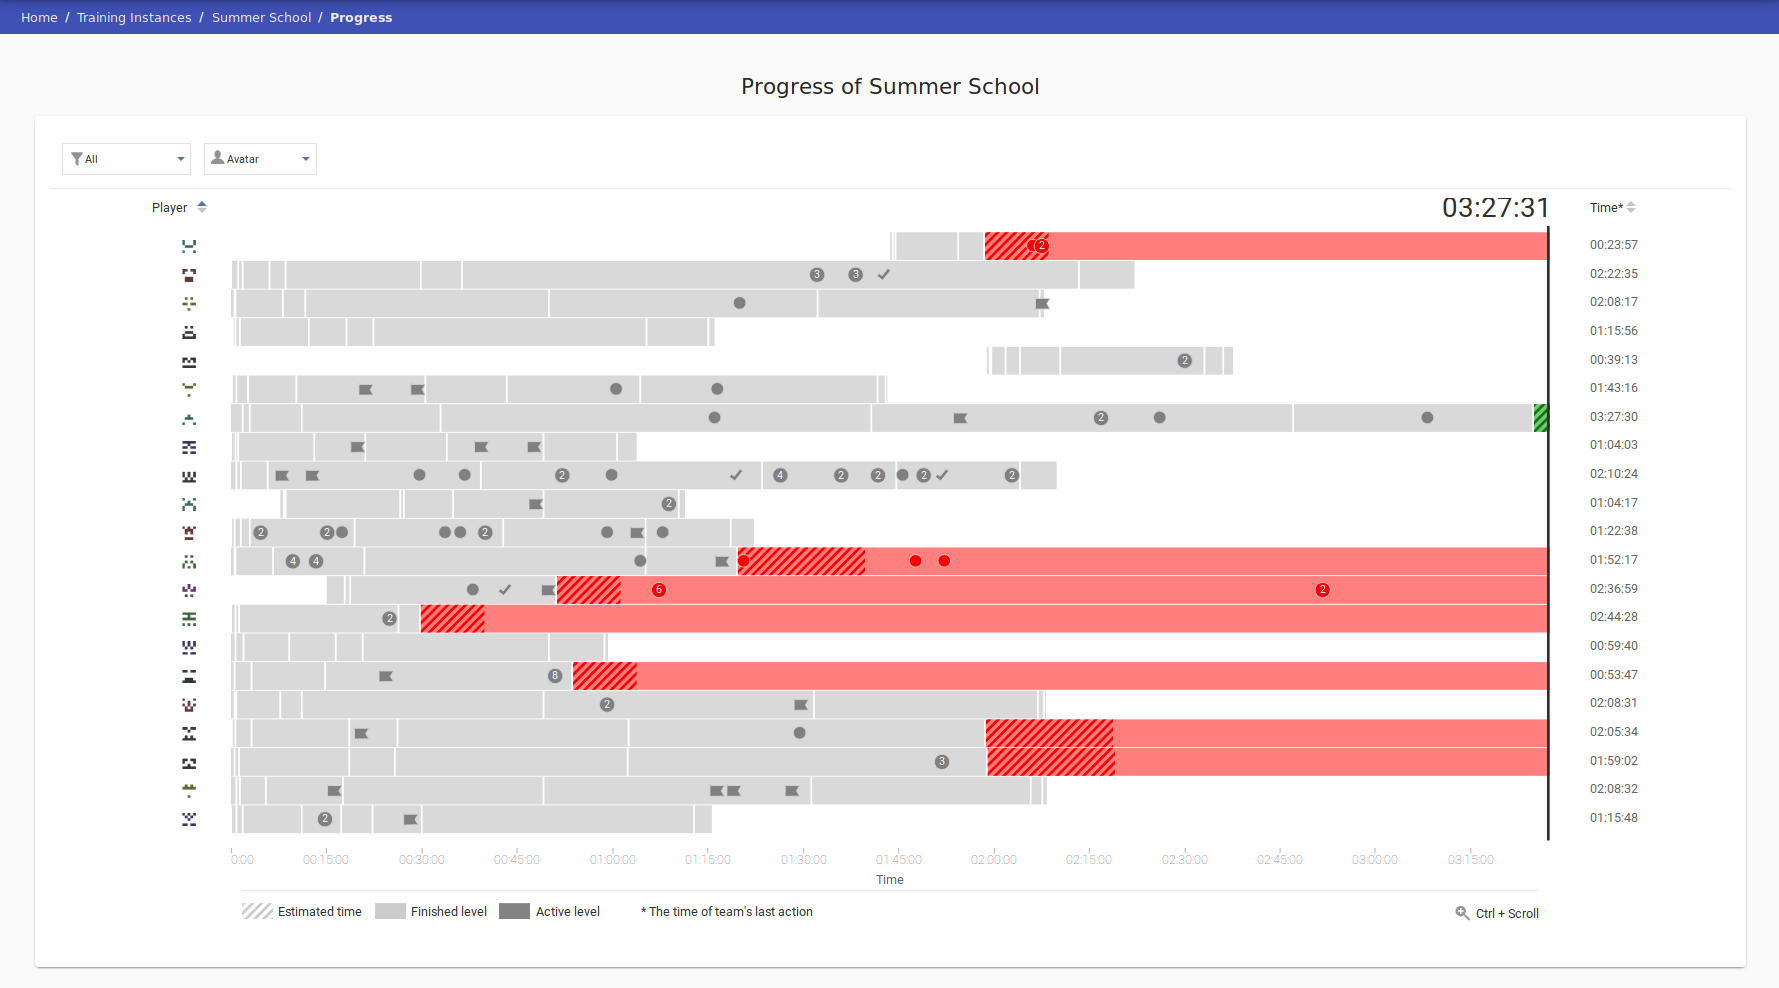 Home / Training Instances / Summer School / Progress
Progress of Summer School
All
Avatar
Player
03:27:31
Time*
2
00:23:57
3 3
02:22:35
02:08:17
01:15:56
2
00:39:13
01:43:16
2
03:27:30
01:04:03
2 4 2 2 2 2
02:10:24
2
01:04:17
2 2 2
01:22:38
4 4
01:52:17
6 2
02:36:59
2
02:44:28
00:59:40
8
00:53:47
2
02:08:31
02:05:34
3
01:59:02
02:08:32
2
01:15:48
0:00 00:15:00 00:30:00 00:45:00 01:00:00 01:15:00 01:30:00 01:45:00 02:00:00 02:15:00 02:30:00 02:45:00 03:00:00 03:15:00
Time
Estimated time Finished level Active level * The time of team's last action
Ctrl + Scroll